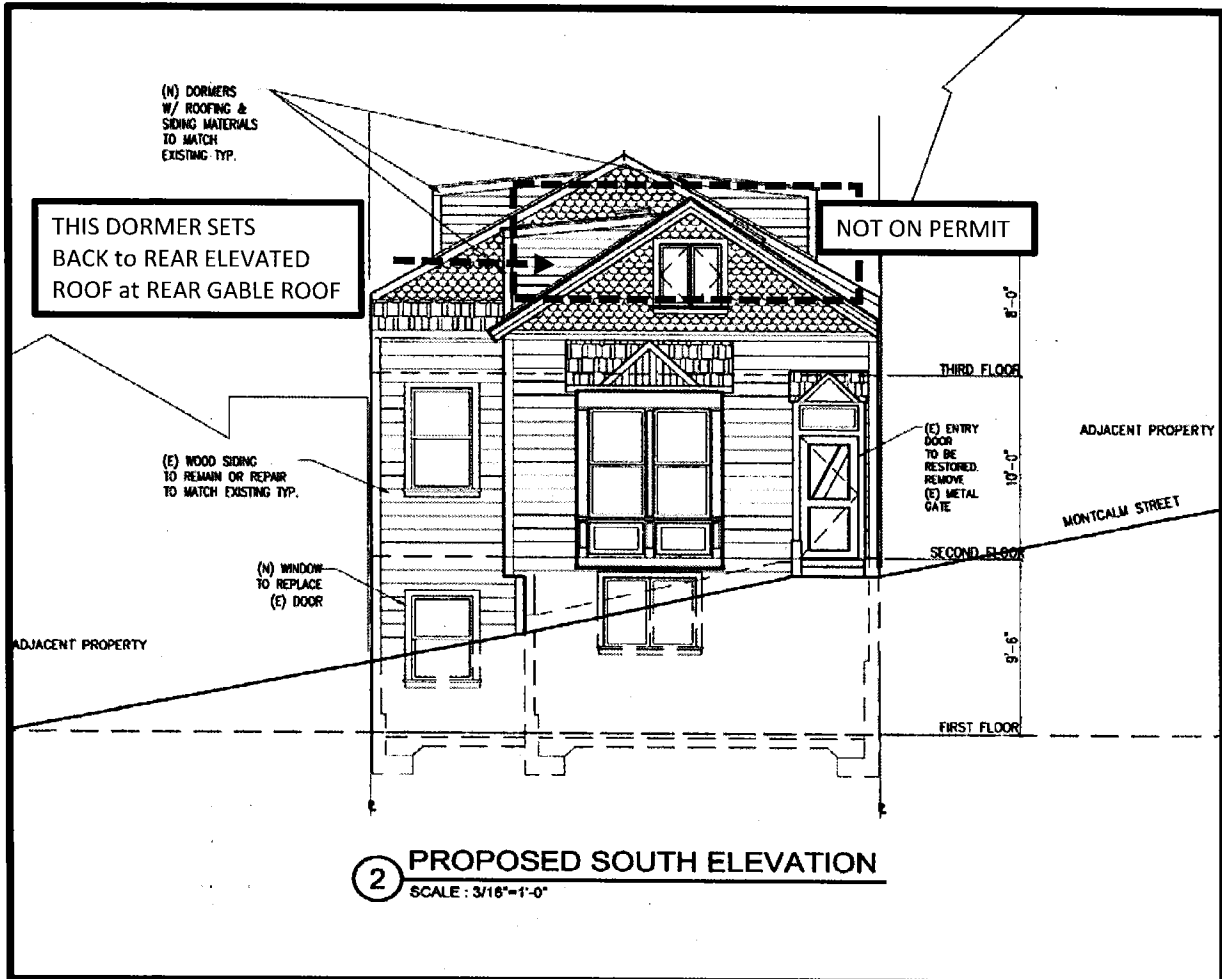 (N) DORMERS
W/ ROOFING &
SIDING MATERIALS
TO MATCH
EXISTING TYP.
THIS DORMER SETS
BACK to REAR ELEVATED
ROOF at REAR GABLE ROOF
NOT ON PERMIT
8'-0"
THIRD FLOOR
(E) ENTRY
DOOR
TO BE
RESTORED.
REMOVE
(E) METAL
GATE
10'-0"
ADJACENT PROPERTY
MONTCALM STREET
(E) WOOD SIDING
TO REMAIN OR REPAIR
TO MATCH EXISTING TYP.
SECOND FLOOR
(N) WINDOW
TO REPLACE
(E) DOOR
ADJACENT PROPERTY
9'-6"
FIRST FLOOR
2 PROPOSED SOUTH ELEVATION
SCALE : 3/16"=1'-0"